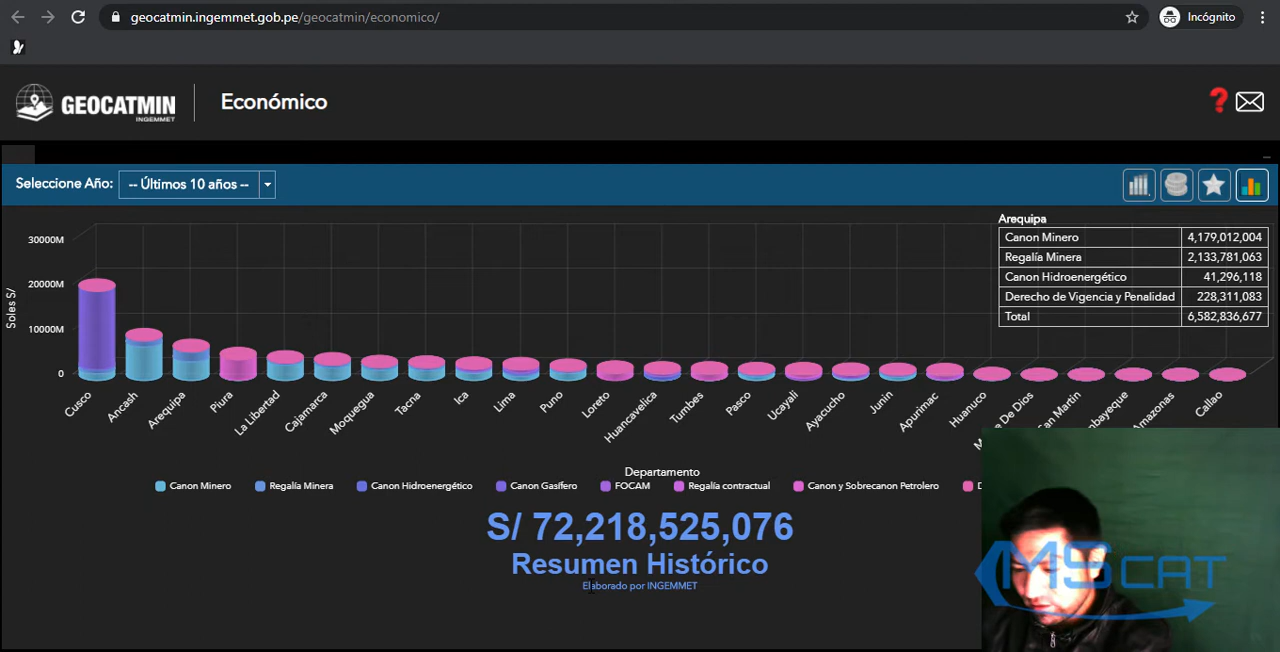 geocatmin.ingemmet.gob.pe/geocatmin/economico/
Incógnito
GEOCATMIN
INGEMMET
Económico
Seleccione Año:
-- Últimos 10 años --
Arequipa
Canon Minero 4,179,012,004
Regalía Minera 2,133,781,063
Canon Hidroenergético 41,296,118
Derecho de Vigencia y Penalidad 228,311,083
Total 6,582,836,677
Soles S/
30000M
20000M
10000M
0
Cusco
Ancash
Arequipa
Piura
La Libertad
Cajamarca
Moquegua
Tacna
Ica
Lima
Puno
Loreto
Huancavelica
Tumbes
Pasco
Ucayali
Ayacucho
Junin
Apurimac
Huanuco
De Dios
San Martin
Amazonas
Callao
Departamento
Canon Minero
Regalía Minera
Canon Hidroenergético
Canon Gasífero
FOCAM
Regalía contractual
Canon y Sobrecanon Petrolero
S/ 72,218,525,076
Resumen Histórico
Elaborado por INGEMMET
MSCAT